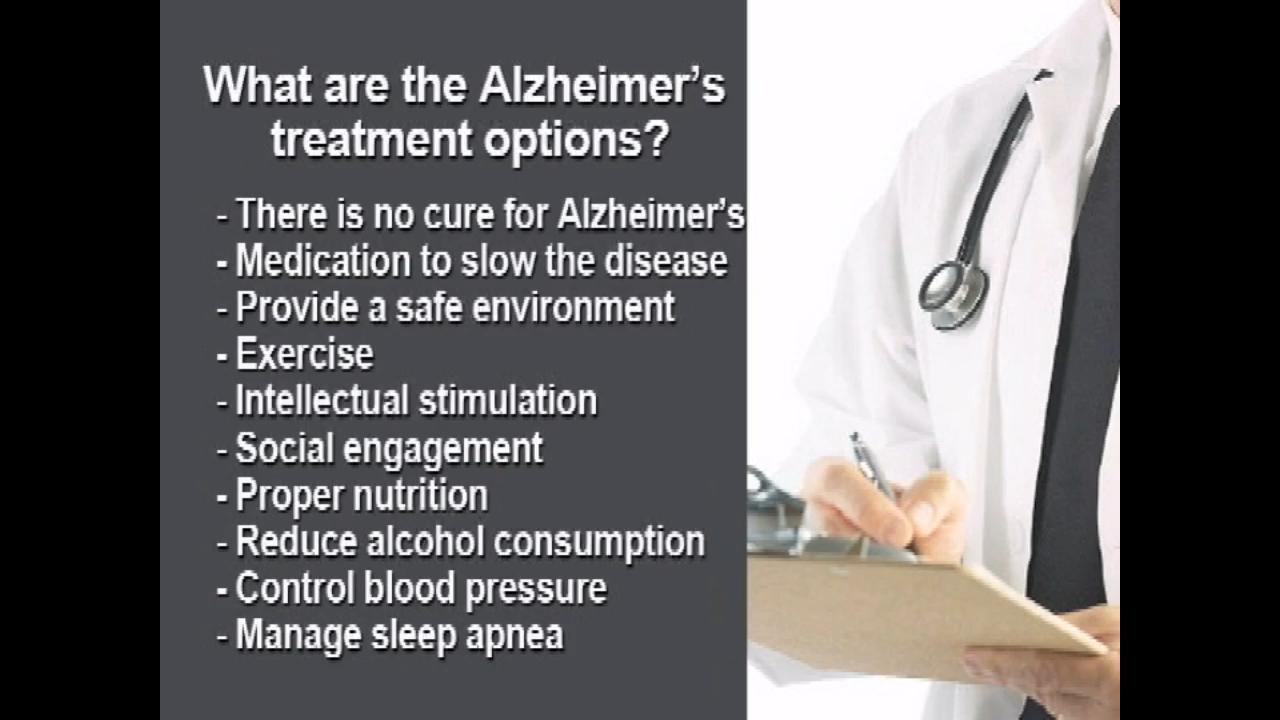 What are the Alzheimer's
treatment options?
- There is no cure for Alzheimer's
- Medication to slow the disease
- Provide a safe environment
- Exercise
- Intellectual stimulation
- Social engagement
- Proper nutrition
- Reduce alcohol consumption
- Control blood pressure
- Manage sleep apnea